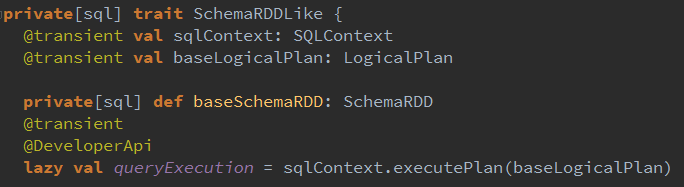 private[sql] trait SchemaRDDLike {
  @transient val sqlContext: SQLContext
  @transient val baseLogicalPlan: LogicalPlan

  private[sql] def baseSchemaRDD: SchemaRDD
  @transient
  @DeveloperApi
  lazy val queryExecution = sqlContext.executePlan(baseLogicalPlan)